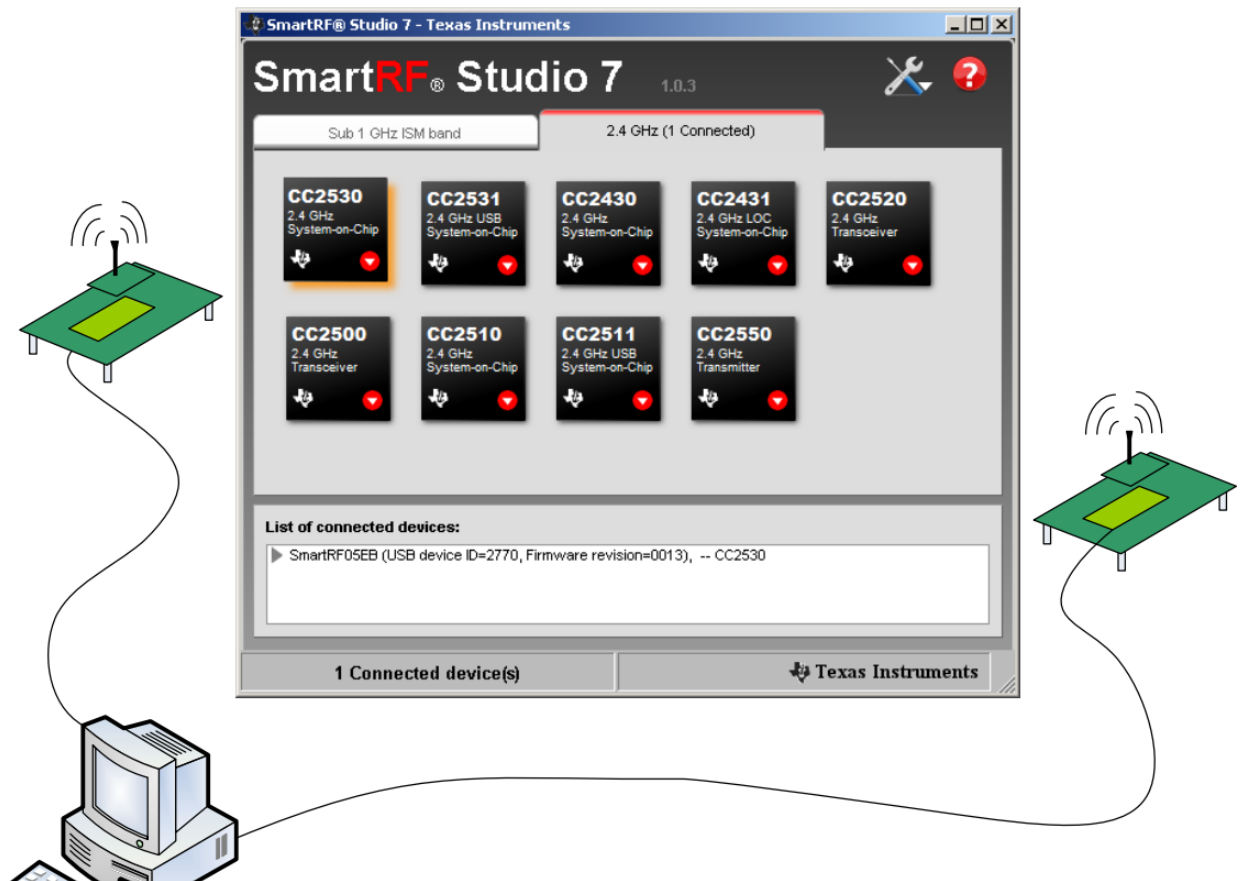 SmartRF® Studio 7 - Texas Instruments
SmartRF® Studio 7 1.0.3
Sub 1 GHz ISM band
2.4 GHz (1 Connected)
CC2530
2.4 GHz
System-on-Chip
CC2531
2.4 GHz USB
System-on-Chip
CC2430
2.4 GHz
System-on-Chip
CC2431
2.4 GHz LOC
System-on-Chip
CC2520
2.4 GHz
Transceiver
CC2500
2.4 GHz
Transceiver
CC2510
2.4 GHz
System-on-Chip
CC2511
2.4 GHz USB
System-on-Chip
CC2550
2.4 GHz
Transmitter
List of connected devices:
SmartRF05EB (USB device ID=2770, Firmware revision=0013), -- CC2530
1 Connected device(s)
Texas Instruments